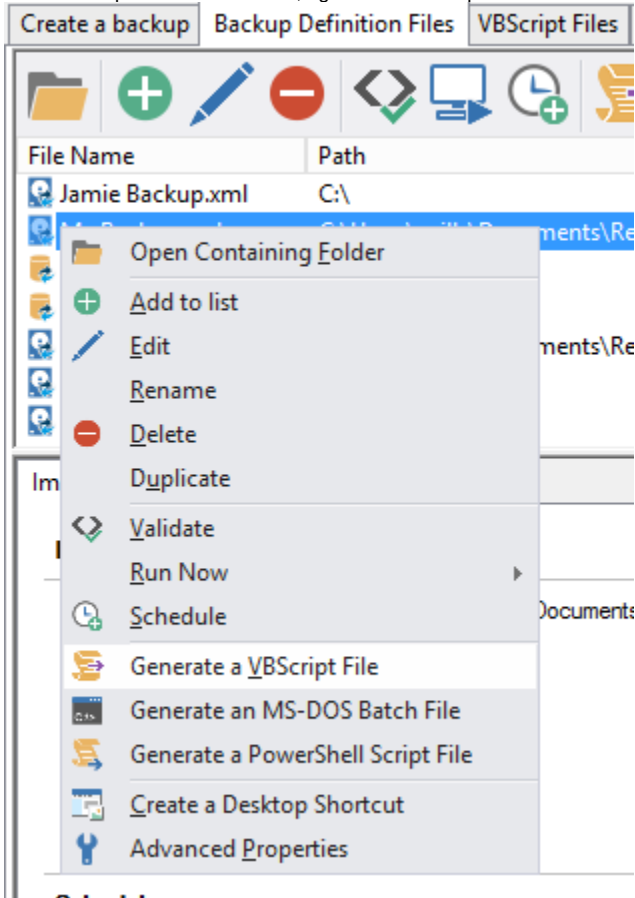 Create a backup Backup Definition Files VBScript Files
File Name Path
Jamie Backup.xml C:\
ments\Re
Open Containing Folder
Add to list
Edit ments\Re
Rename
Delete
Duplicate
Im
Validate
Run Now
Schedule Documents
Generate a VBScript File
Generate an MS-DOS Batch File
Generate a PowerShell Script File
Create a Desktop Shortcut
Advanced Properties